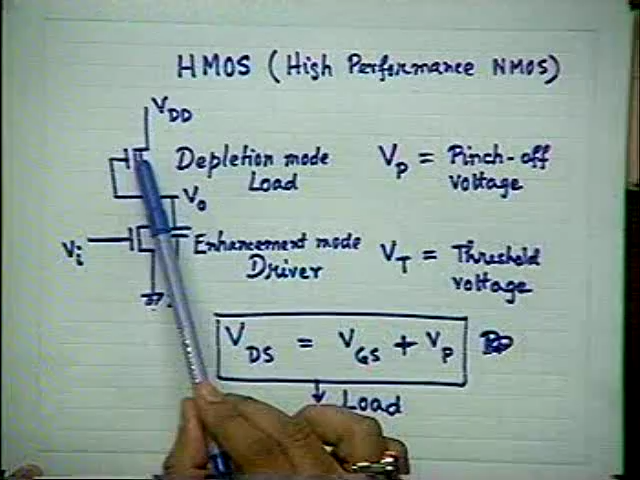 HMOS (High Performance NMOS)
VDD
Depletion mode
Load
VP = Pinch-off
voltage
Vo
Vi
Enhancement mode
Driver
VT = Threshold
voltage
VDS = VGS + VP
Load